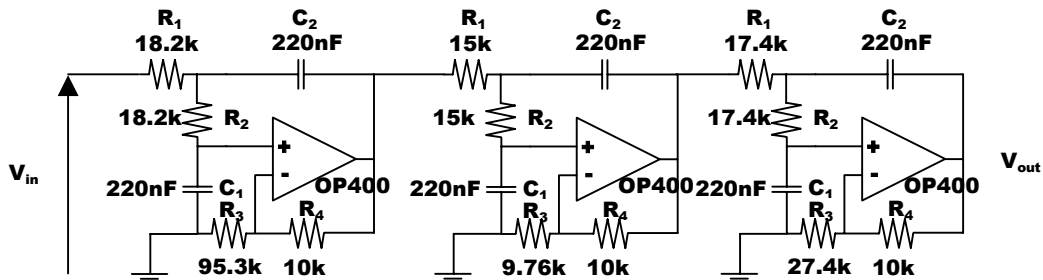 R1 C2 R1 C2 R1 C2
18.2k 220nF 15k 220nF 17.4k 220nF
18.2k R2 15k R2 17.4k R2
+ + +
Vin - - - Vout
220nF C1 OP400 220nF C1 OP400 220nF C1 OP400
R3 R4 R3 R4 R3 R4
95.3k 10k 9.76k 10k 27.4k 10k